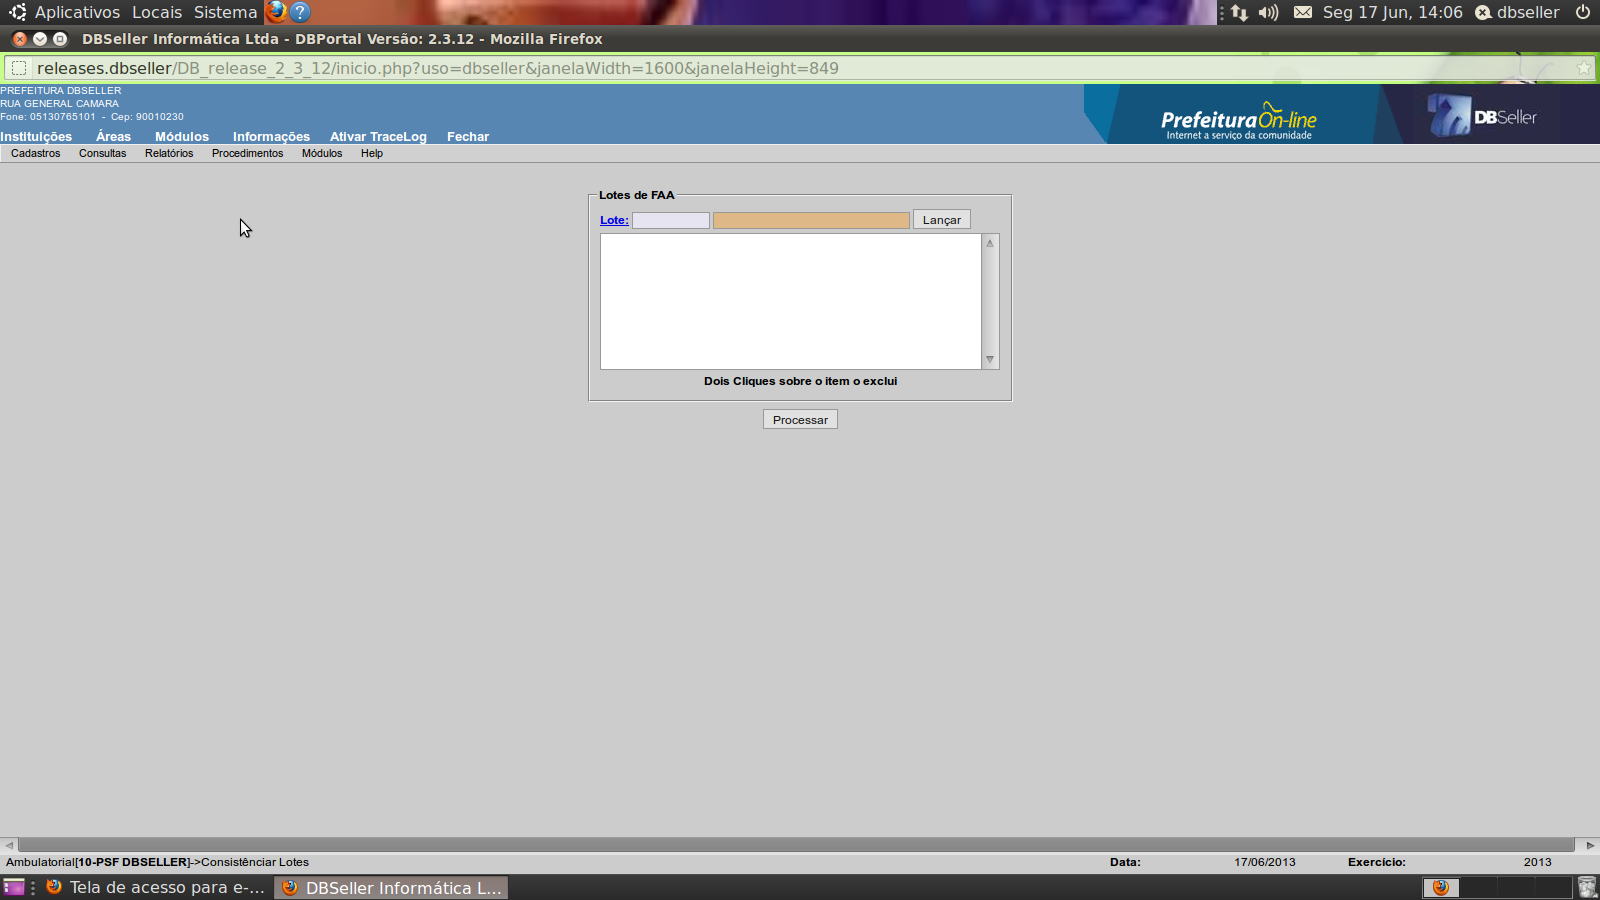 Aplicativos Locais Sistema ? Seg 17 Jun, 14:06 dbseller
DBSeller Informática Ltda - DBPortal Versão: 2.3.12 - Mozilla Firefox
releases.dbseller/DB_release_2_3_12/inicio.php?uso=dbseller&janelaWidth=1600&janelaHeight=849
PREFEITURA DBSELLER
RUA GENERAL CAMARA
Fone: 05130765101 - Cep: 90010230
Prefeitura On-line
Internet a serviço da comunidade
DBSeller
Instituições Áreas Módulos Informações Ativar TraceLog Fechar
Cadastros Consultas Relatórios Procedimentos Módulos Help
Lotes de FAA
Lote: Lançar
Dois Cliques sobre o item o exclui
Processar
Ambulatorial[10-PSF DBSELLER]->Consistênciar Lotes Data: 17/06/2013 Exercício: 2013
Tela de acesso para e-... DBSeller Informática L...